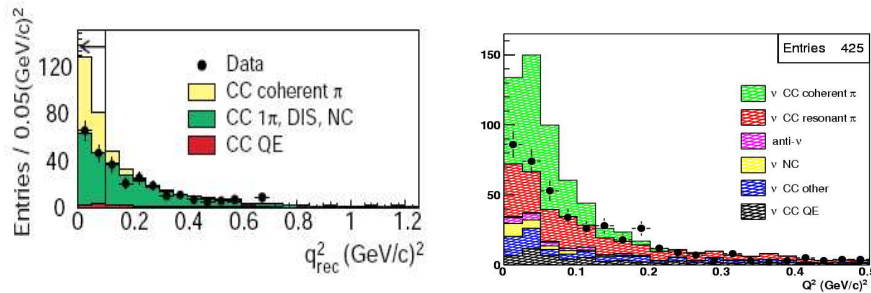 Entries / 0.05(GeV/c)²
120
80
40
0
Data
CC coherent π
CC 1π, DIS, NC
CC QE
0 0.2 0.4 0.6 0.8 1 1.2
q²rec (GeV/c)²
Entries 425
150
100
50
0
ν CC coherent π
ν CC resonant π
anti-ν
ν NC
ν CC other
ν CC QE
0 0.1 0.2 0.3 0.4 0.5
Q² (GeV/c)²